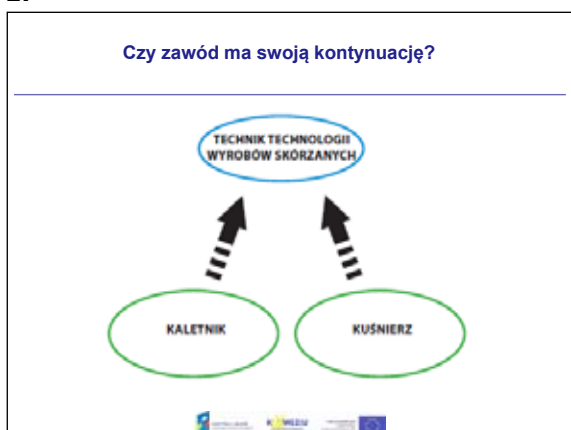 Czy zawód ma swoją kontynuację?
TECHNIK TECHNOLOGII
WYROBÓW SKÓRZANYCH
KALETNIK
KUŚNIERZ